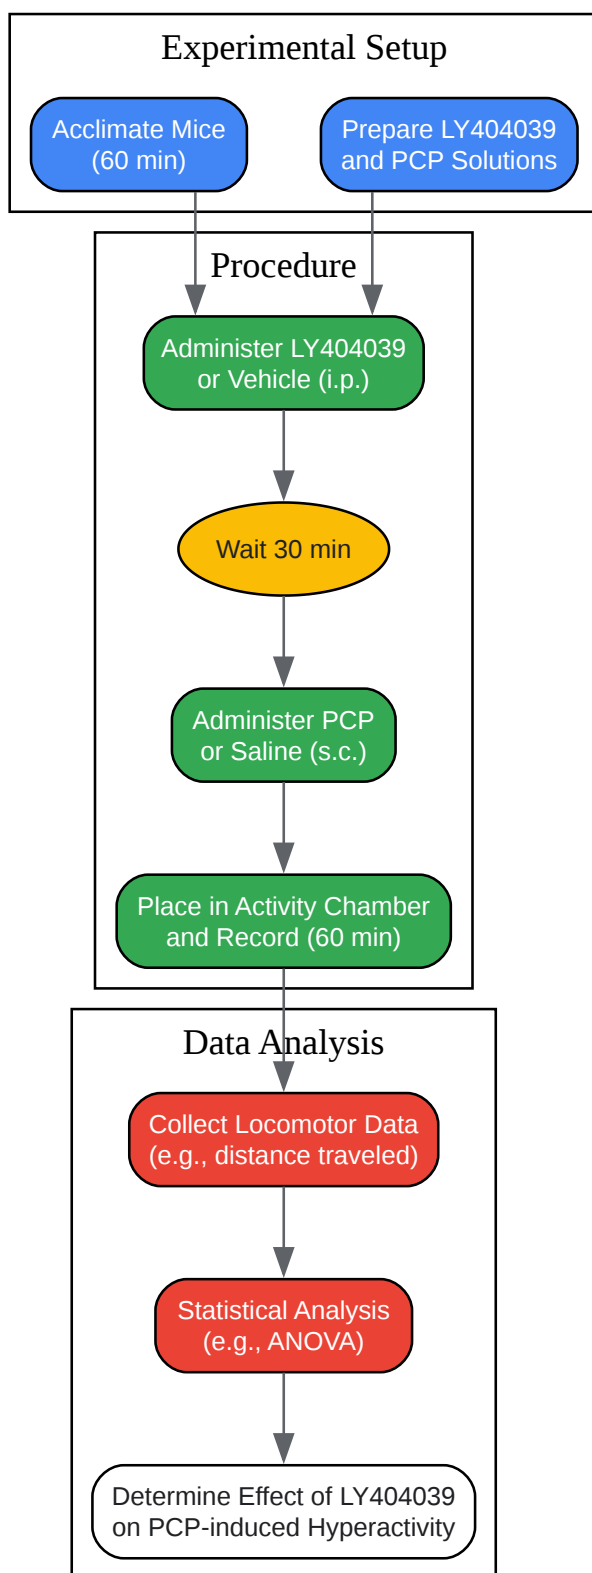 Experimental Setup
Acclimate Mice
(60 min)
Prepare LY404039
and PCP Solutions
Procedure
Administer LY404039
or Vehicle (i.p.)
Wait 30 min
Administer PCP
or Saline (s.c.)
Place in Activity Chamber
and Record (60 min)
Data Analysis
Collect Locomotor Data
(e.g., distance traveled)
Statistical Analysis
(e.g., ANOVA)
Determine Effect of LY404039
on PCP-induced Hyperactivity